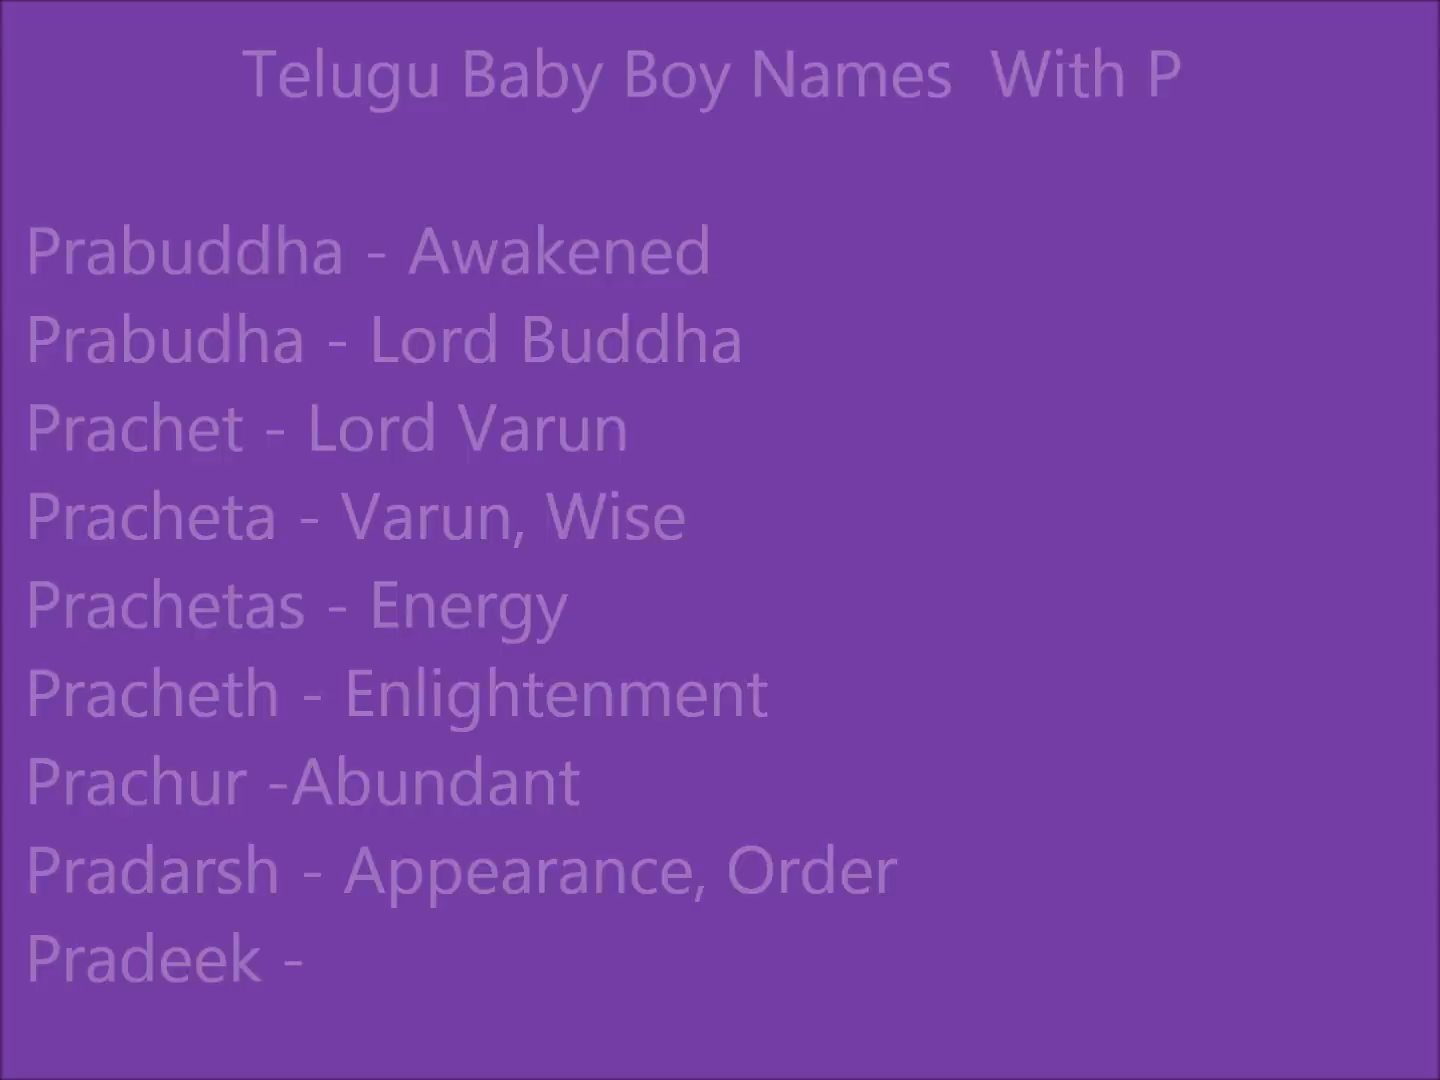 Telugu Baby Boy Names  With P
Prabuddha - Awakened
Prabudha - Lord Buddha
Prachet - Lord Varun
Pracheta - Varun, Wise
Prachetas - Energy
Pracheth - Enlightenment
Prachur -Abundant
Pradarsh - Appearance, Order
Pradeek -